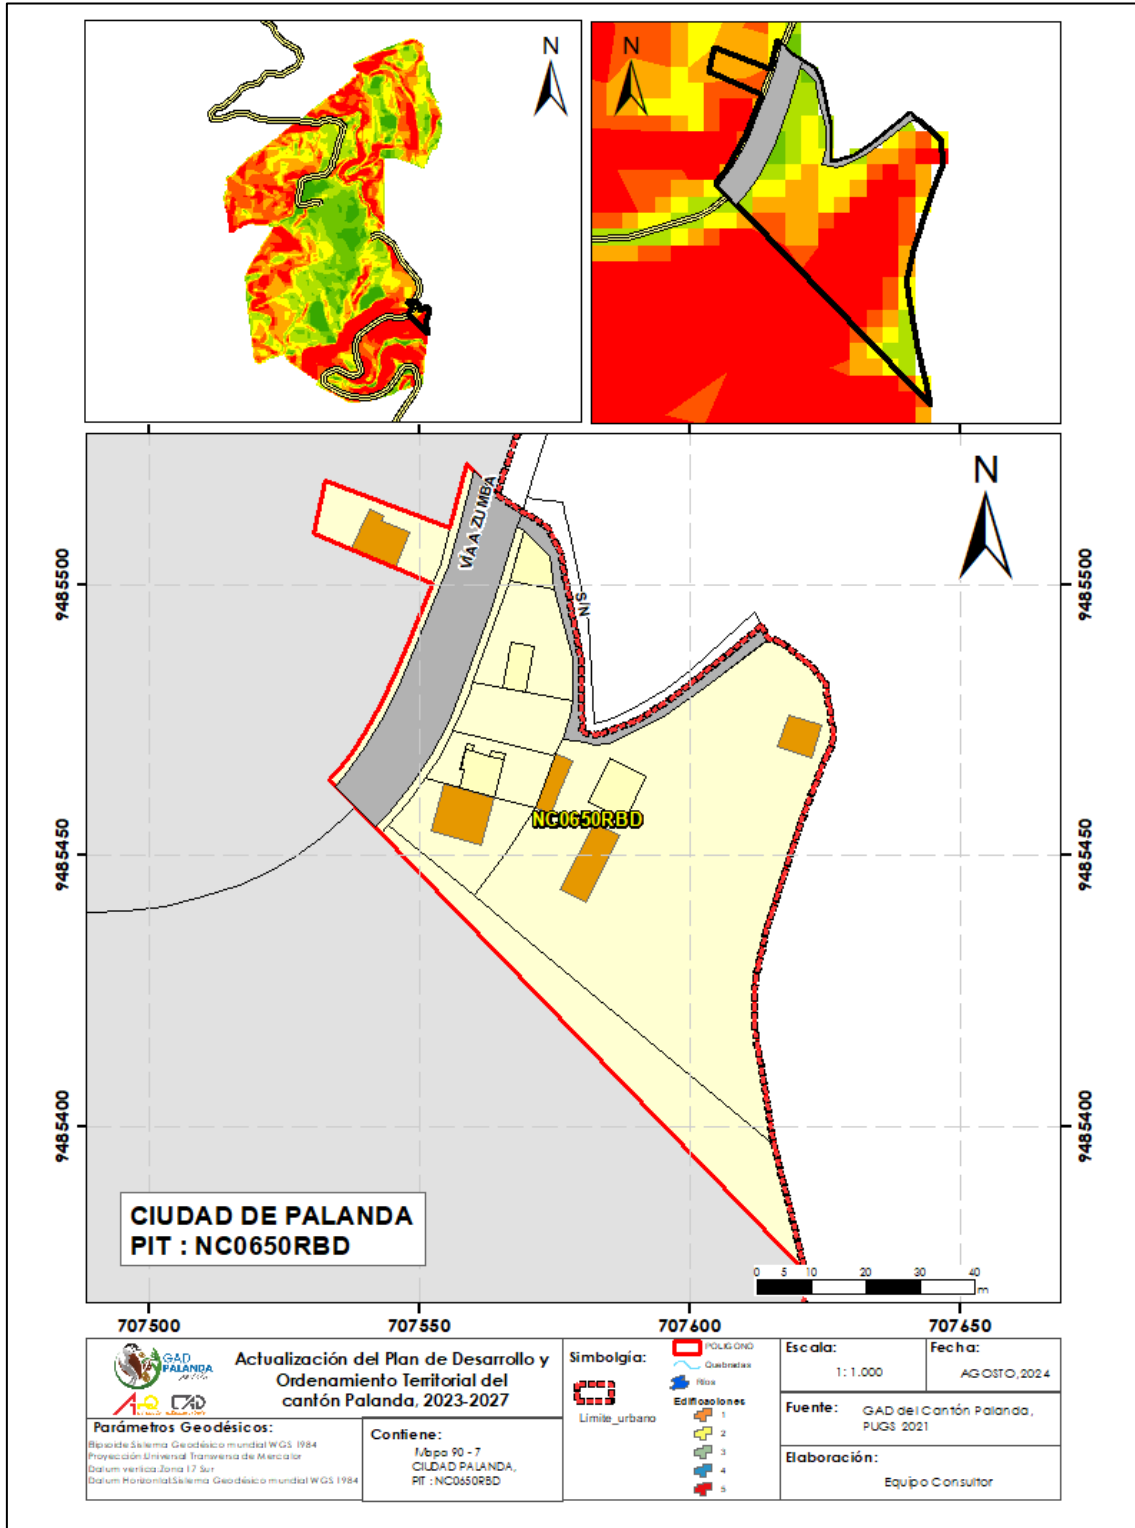 N
N
N
VIA A ZUMBA
S/N
NC0650RBD
9485500
9485500
9485450
9485450
9485400
9485400
CIUDAD DE PALANDA
PIT : NC0650RBD
0 5 10 20 30 40
m
707500 707550 707600 707650
GAD
PALANDA
Actualización del Plan de Desarrollo y
Ordenamiento Territorial del
cantón Palanda, 2023-2027
Parámetros Geodésicos:
Elipsoide:Sistema Geodésico mundial WGS 1984
Proyección:Universal Transversa de Mercator
Datum vertical:Zona 17 Sur
Datum Horizontal:Sistema Geodésico mundial WGS 1984
Contiene:
Mapa 90 - 7
CIUDAD PALANDA,
PIT : NC0650RBD
Simbolgía:
Limite_urbano
POLIGONO
Quebradas
Rios
Edificaciones
1
2
3
4
5
Escala:
1: 1.000
Fecha:
AGOSTO,2024
Fuente: GAD del Cantón Palanda,
PUGS 2021
Elaboración:
Equipo Consultor